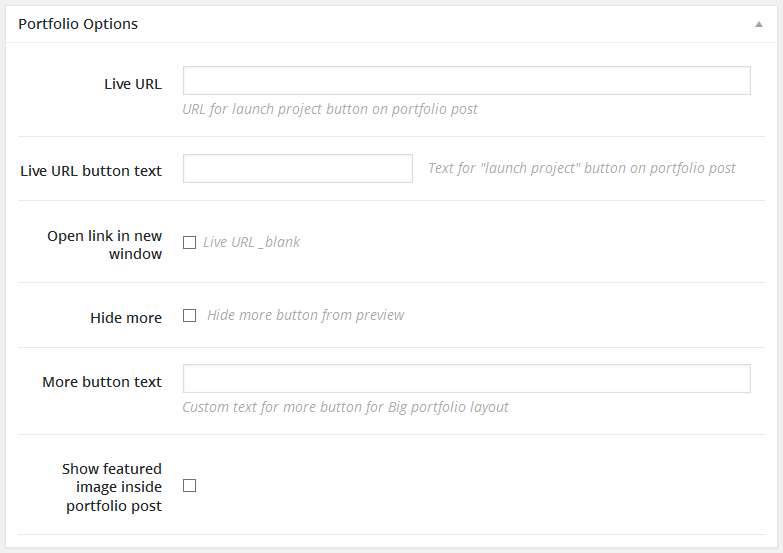 Portfolio Options
Live URL
URL for launch project button on portfolio post
Live URL button text
Text for "launch project" button on portfolio post
Open link in new
window
Live URL _blank
Hide more
Hide more button from preview
More button text
Custom text for more button for Big portfolio layout
Show featured
image inside
portfolio post